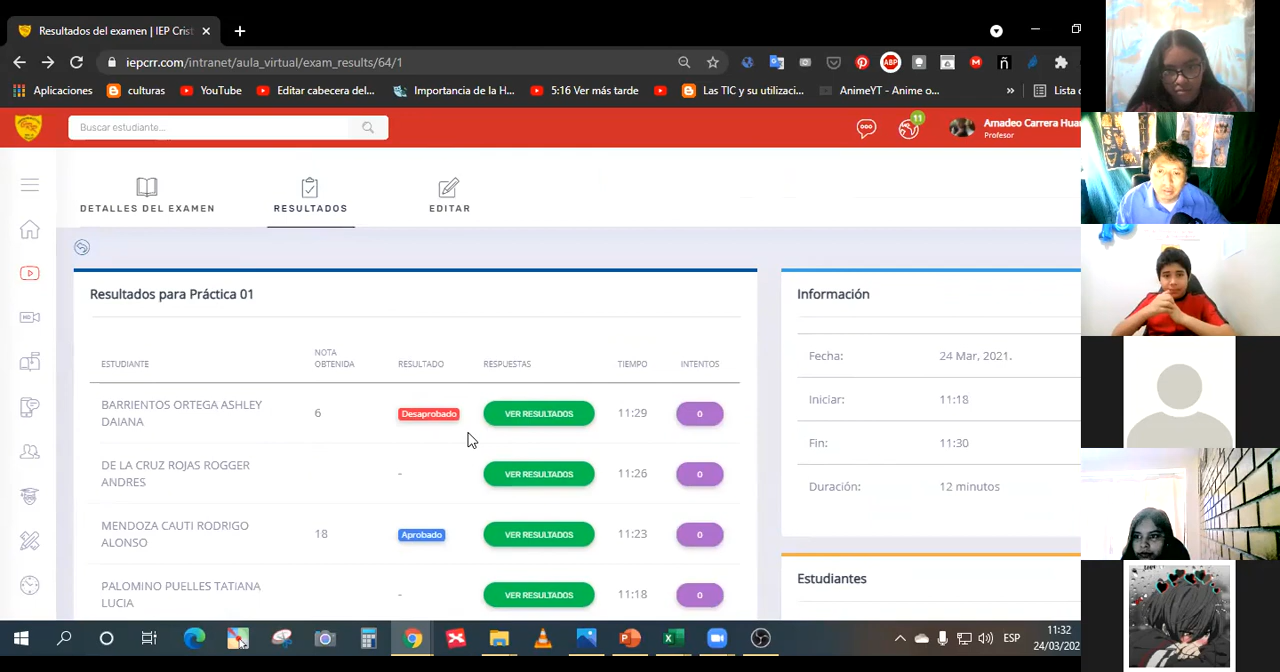 Resultados del examen | IEP Crist
iepcrr.com/intranet/aula_virtual/exam_results/64/1
ABP
ñ
Aplicaciones
culturas
YouTube
Editar cabecera del...
Importancia de la H...
5:16 Ver más tarde
Las TIC y su utilizaci...
AnimeYT - Anime o...
»
Lista d
Buscar estudiante...
11
Amadeo Carrera Huar
Profesor
DETALLES DEL EXAMEN
RESULTADOS
EDITAR
Resultados para Práctica 01
ESTUDIANTE
NOTA
OBTENIDA
RESULTADO
RESPUESTAS
TIEMPO
INTENTOS
BARRIENTOS ORTEGA ASHLEY
DAIANA
6
Desaprobado
VER RESULTADOS
11:29
0
DE LA CRUZ ROJAS ROGGER
ANDRES
-
VER RESULTADOS
11:26
0
MENDOZA CAUTI RODRIGO
ALONSO
18
Aprobado
VER RESULTADOS
11:23
0
PALOMINO PUELLES TATIANA
LUCIA
-
VER RESULTADOS
11:18
0
Información
Fecha: 24 Mar, 2021.
Iniciar: 11:18
Fin: 11:30
Duración: 12 minutos
Estudiantes
ESP
11:32
24/03/202